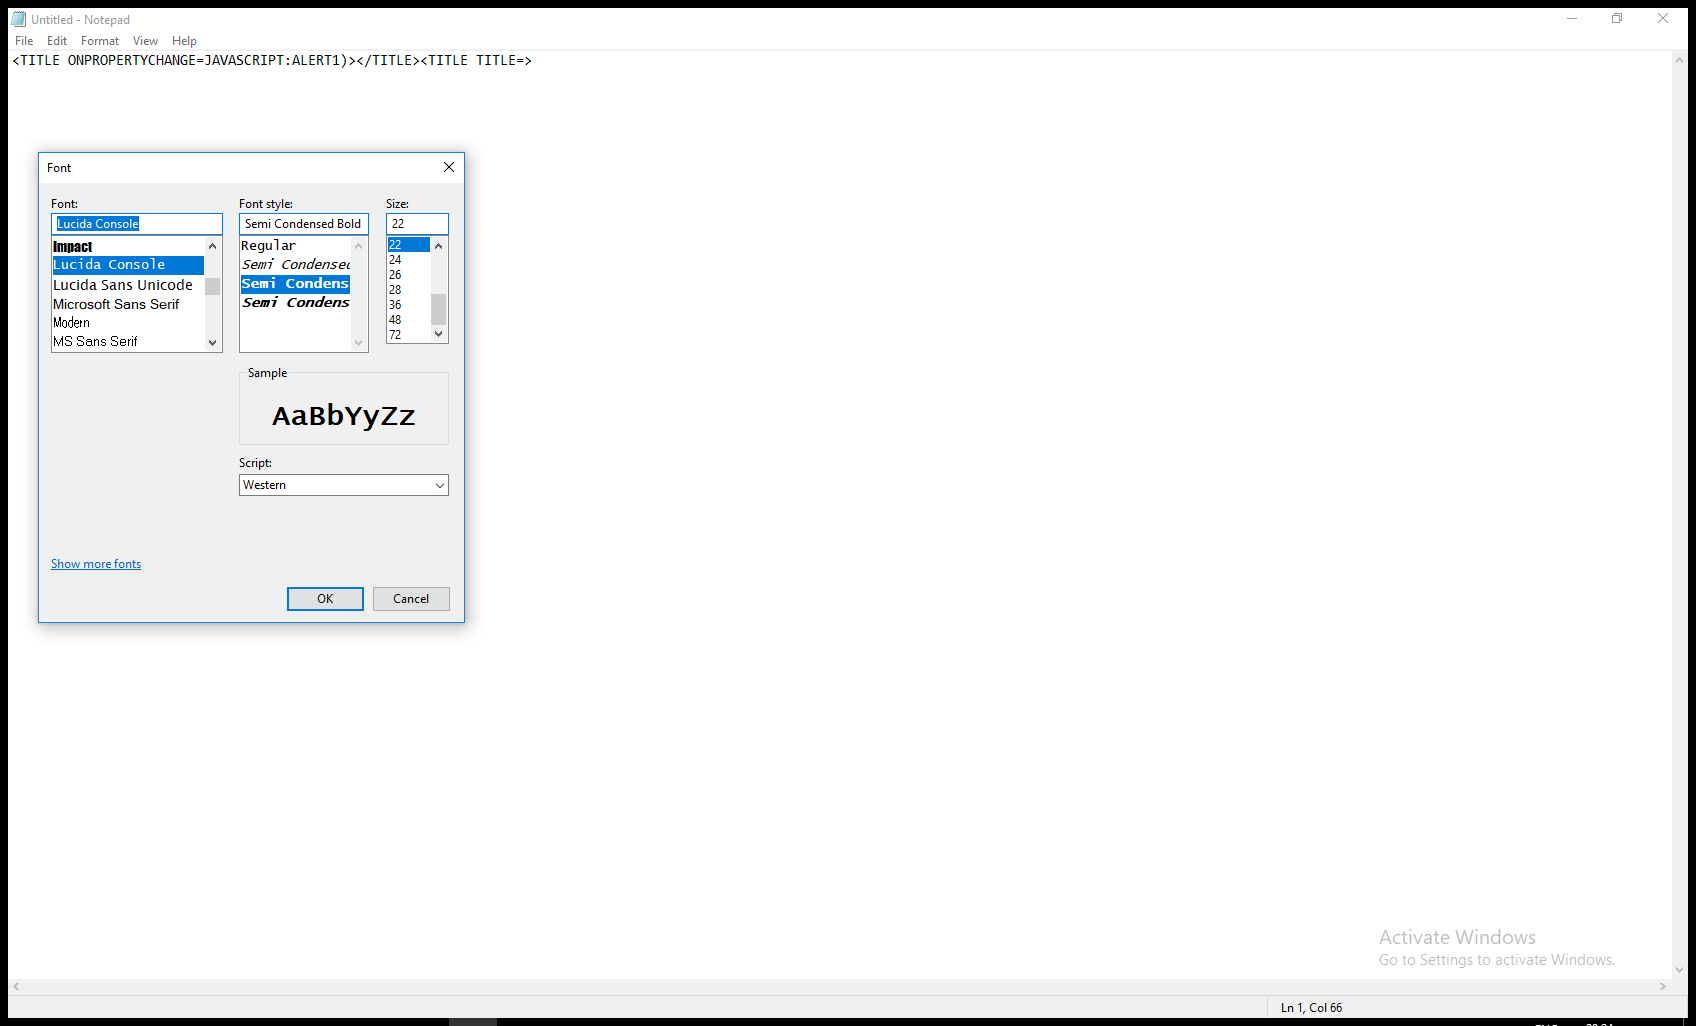 Untitled - Notepad
File Edit Format View Help
<TITLE ONPROPERTYCHANGE=JAVASCRIPT:ALERT1)></TITLE><TITLE TITLE=>
Font
Font: Font style: Size:
Lucida Console Semi Condensed Bold 22
Impact
Lucida Console
Lucida Sans Unicode
Microsoft Sans Serif
Modern
MS Sans Serif
Regular
Semi Condensed
Semi Condens
Semi Condens
22
24
26
28
36
48
72
Sample
AaBbYyZz
Script:
Western
Show more fonts
OK Cancel
Activate Windows
Go to Settings to activate Windows.
Ln 1, Col 66